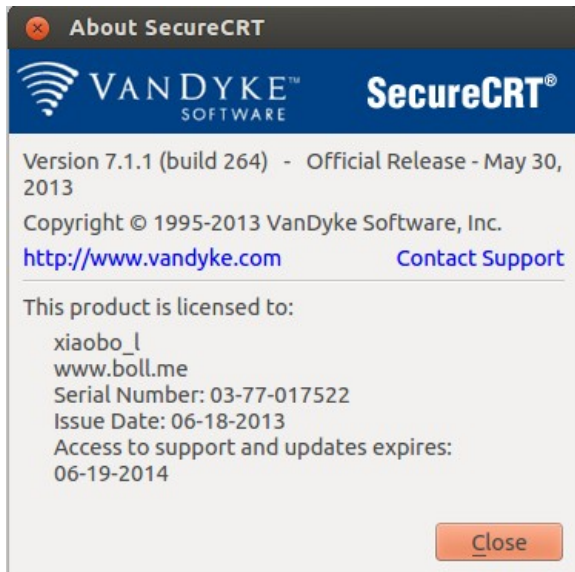 About SecureCRT
VANDYKE™ SecureCRT®
SOFTWARE
Version 7.1.1 (build 264) - Official Release - May 30,
2013
Copyright © 1995-2013 VanDyke Software, Inc.
http://www.vandyke.com Contact Support
This product is licensed to:
xiaobo_l
www.boll.me
Serial Number: 03-77-017522
Issue Date: 06-18-2013
Access to support and updates expires:
06-19-2014
Close